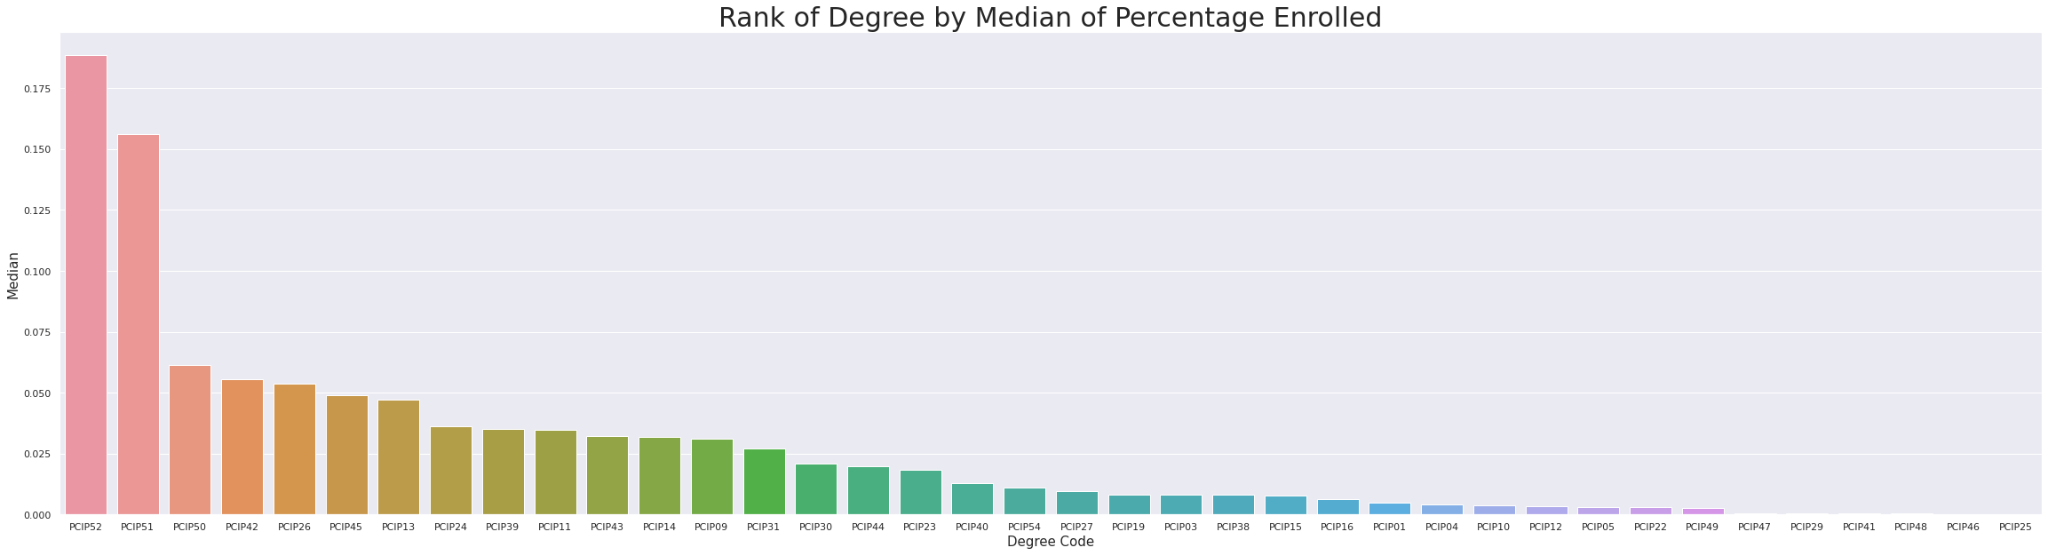 Rank of Degree by Median of Percentage Enrolled
0.175
0.150
0.125
0.100
0.075
0.050
0.025
0.000
Median
PCIP52 PCIP51 PCIP50 PCIP42 PCIP26 PCIP45 PCIP13 PCIP24 PCIP39 PCIP11 PCIP43 PCIP14 PCIP09 PCIP31 PCIP30 PCIP44 PCIP23 PCIP40 PCIP54 PCIP27 PCIP19 PCIP03 PCIP38 PCIP15 PCIP16 PCIP01 PCIP04 PCIP10 PCIP12 PCIP05 PCIP22 PCIP49 PCIP47 PCIP29 PCIP41 PCIP48 PCIP46 PCIP25
Degree Code